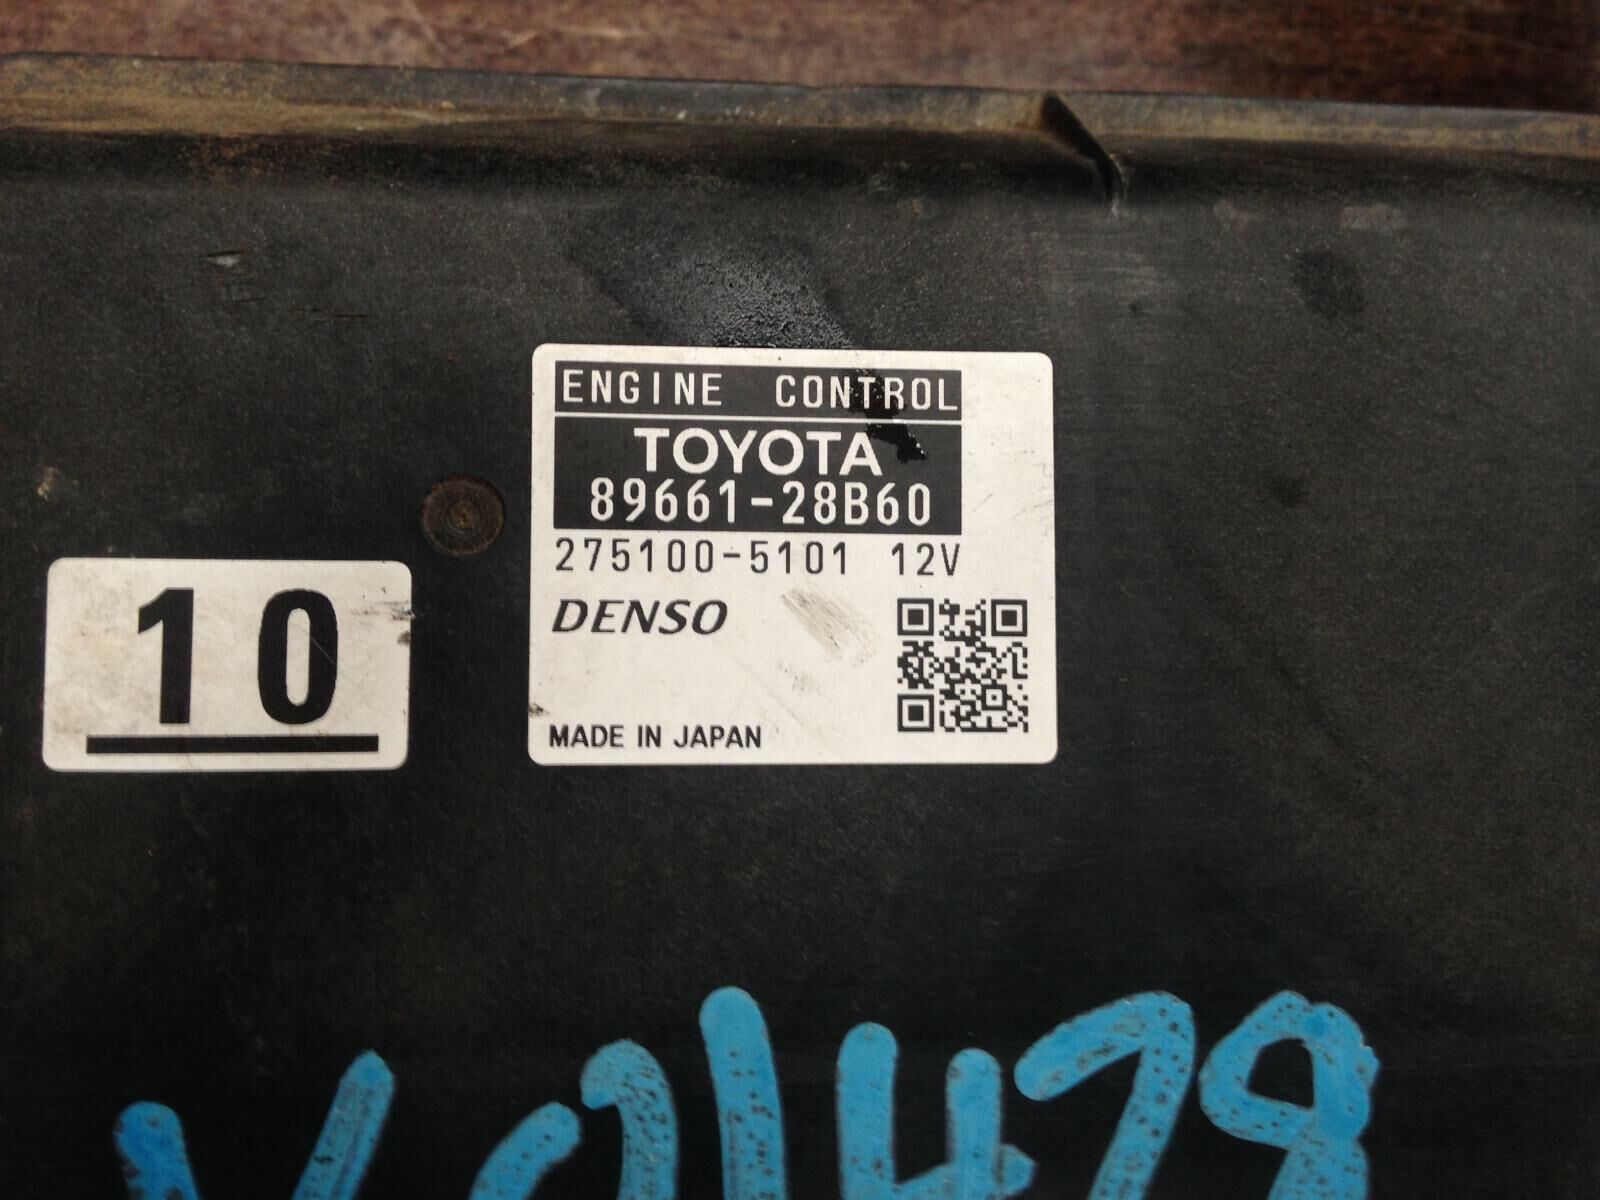 ENGINE CONTROL
TOYOTA
89661-28B60
275100-5101 12V
DENSO
MADE IN JAPAN
10